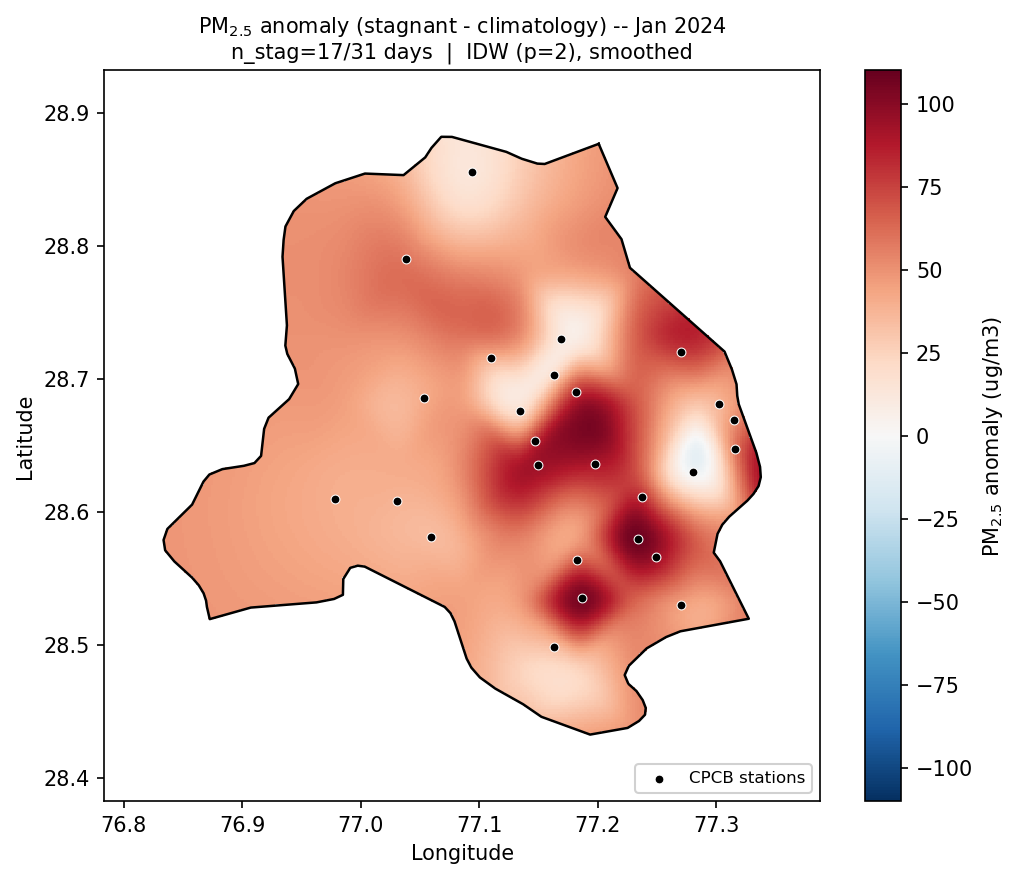 PM2.5 anomaly (stagnant - climatology) -- Jan 2024
n_stag=17/31 days | IDW (p=2), smoothed
Latitude
28.9
28.8
28.7
28.6
28.5
28.4
76.8 76.9 77.0 77.1 77.2 77.3
Longitude
CPCB stations
100
75
50
25
0
−25
−50
−75
−100
PM2.5 anomaly (ug/m3)